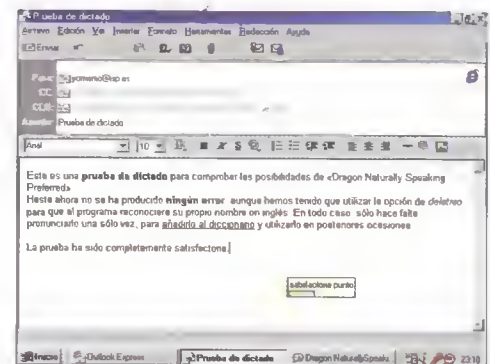 Prueba de dictado
Archivo Edición Ver Insertar Formato Herramientas Redacción Ayuda
Enviar
Para: yomismo@isp.es
CC:
CCO:
Asunto: Prueba de dictado
Arial 10
Esta es una prueba de dictado para comprobar las posibilidades de «Dragon Naturally Speaking
Preferred»
Hasta ahora no se ha producido ningún error aunque hemos tenido que utilizar la opción de deletreo
para que el programa reconociera su propio nombre en inglés. En todo caso sólo hace falta
pronunciarlo una sólo vez, para añadirlo al diccionario y utilizarlo en posteriores ocasiones
La prueba ha sido completamente satisfactoria.
satisfactoria punto
Inicio Outlook Express Prueba de dictado Dragon NaturallySpeaki 23:10